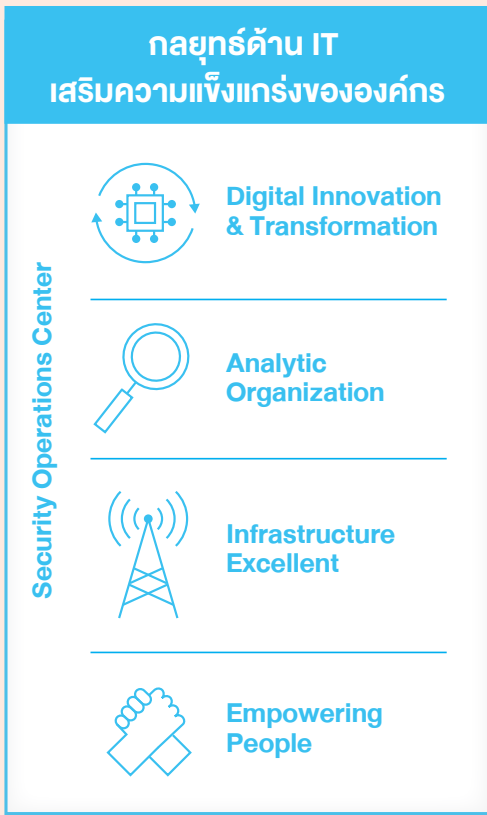 กลยุทธ์ด้าน IT
เสริมความแข็งแกร่งขององค์กร
Security Operations Center
Digital Innovation
& Transformation
Analytic
Organization
Infrastructure
Excellent
Empowering
People